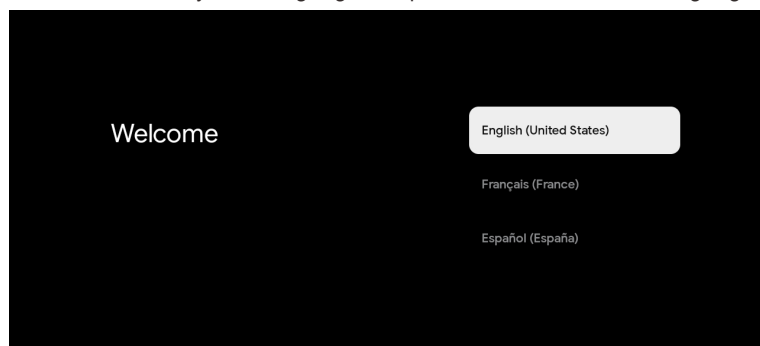 Welcome
English (United States)
Français (France)
Español (España)